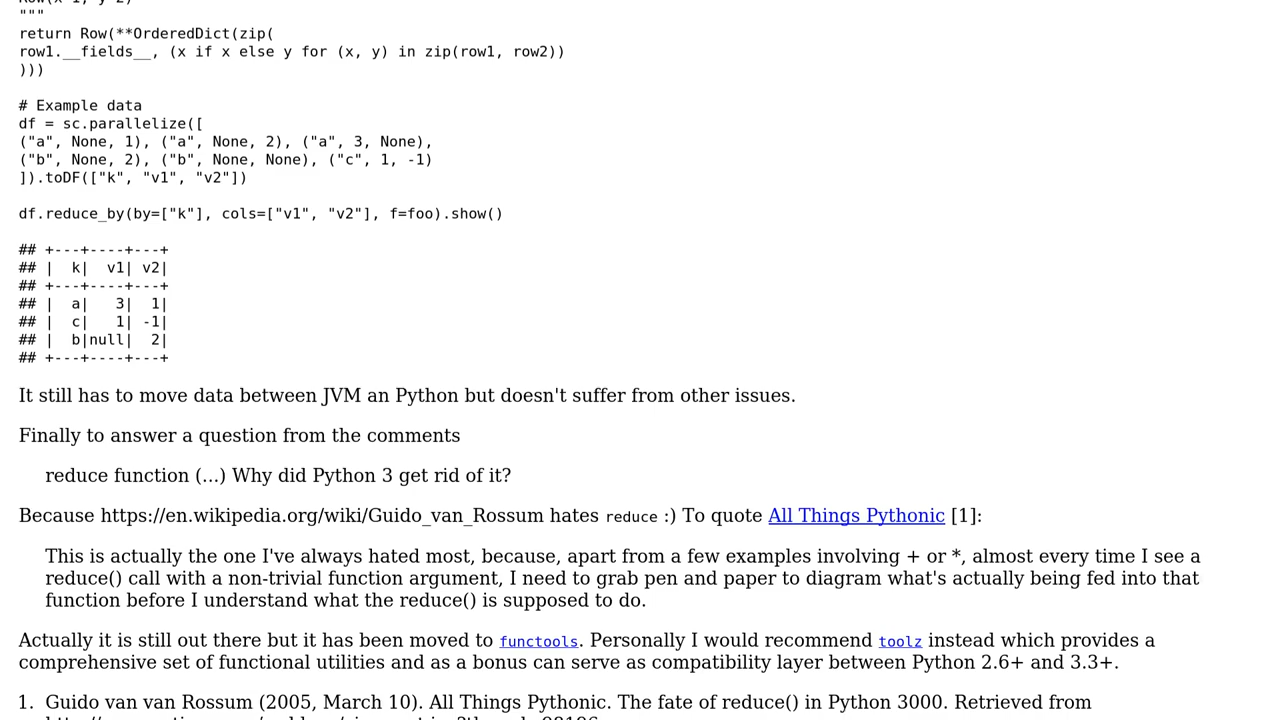 """
return Row(**OrderedDict(zip(
row1.__fields__, (x if x else y for (x, y) in zip(row1, row2))
)))
# Example data
df = sc.parallelize([
("a", None, 1), ("a", None, 2), ("a", 3, None),
("b", None, 2), ("b", None, None), ("c", 1, -1)
]).toDF(["k", "v1", "v2"])
df.reduce_by(by=["k"], cols=["v1", "v2"], f=foo).show()
## +---+----+---+
## |  k|  v1| v2|
## +---+----+---+
## |  a|   3|  1|
## |  c|   1| -1|
## |  b|null|  2|
## +---+----+---+
It still has to move data between JVM an Python but doesn't suffer from other issues.
Finally to answer a question from the comments
reduce function (...) Why did Python 3 get rid of it?
Because https://en.wikipedia.org/wiki/Guido_van_Rossum hates reduce :) To quote All Things Pythonic [1]:
This is actually the one I've always hated most, because, apart from a few examples involving + or *, almost every time I see a
reduce() call with a non-trivial function argument, I need to grab pen and paper to diagram what's actually being fed into that
function before I understand what the reduce() is supposed to do.
Actually it is still out there but it has been moved to functools. Personally I would recommend toolz instead which provides a
comprehensive set of functional utilities and as a bonus can serve as compatibility layer between Python 2.6+ and 3.3+.
1. Guido van van Rossum (2005, March 10). All Things Pythonic. The fate of reduce() in Python 3000. Retrieved from